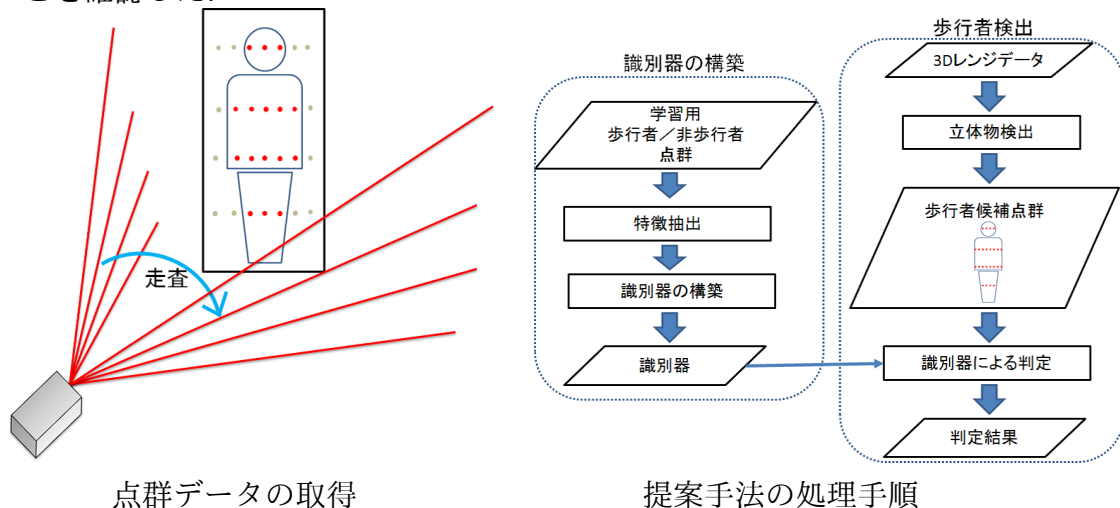 走査
点群データの取得
識別器の構築
学習用
歩行者／非歩行者
点群
特徴抽出
識別器の構築
識別器
歩行者検出
3Dレンジデータ
立体物検出
歩行者候補点群
識別器による判定
判定結果
提案手法の処理手順